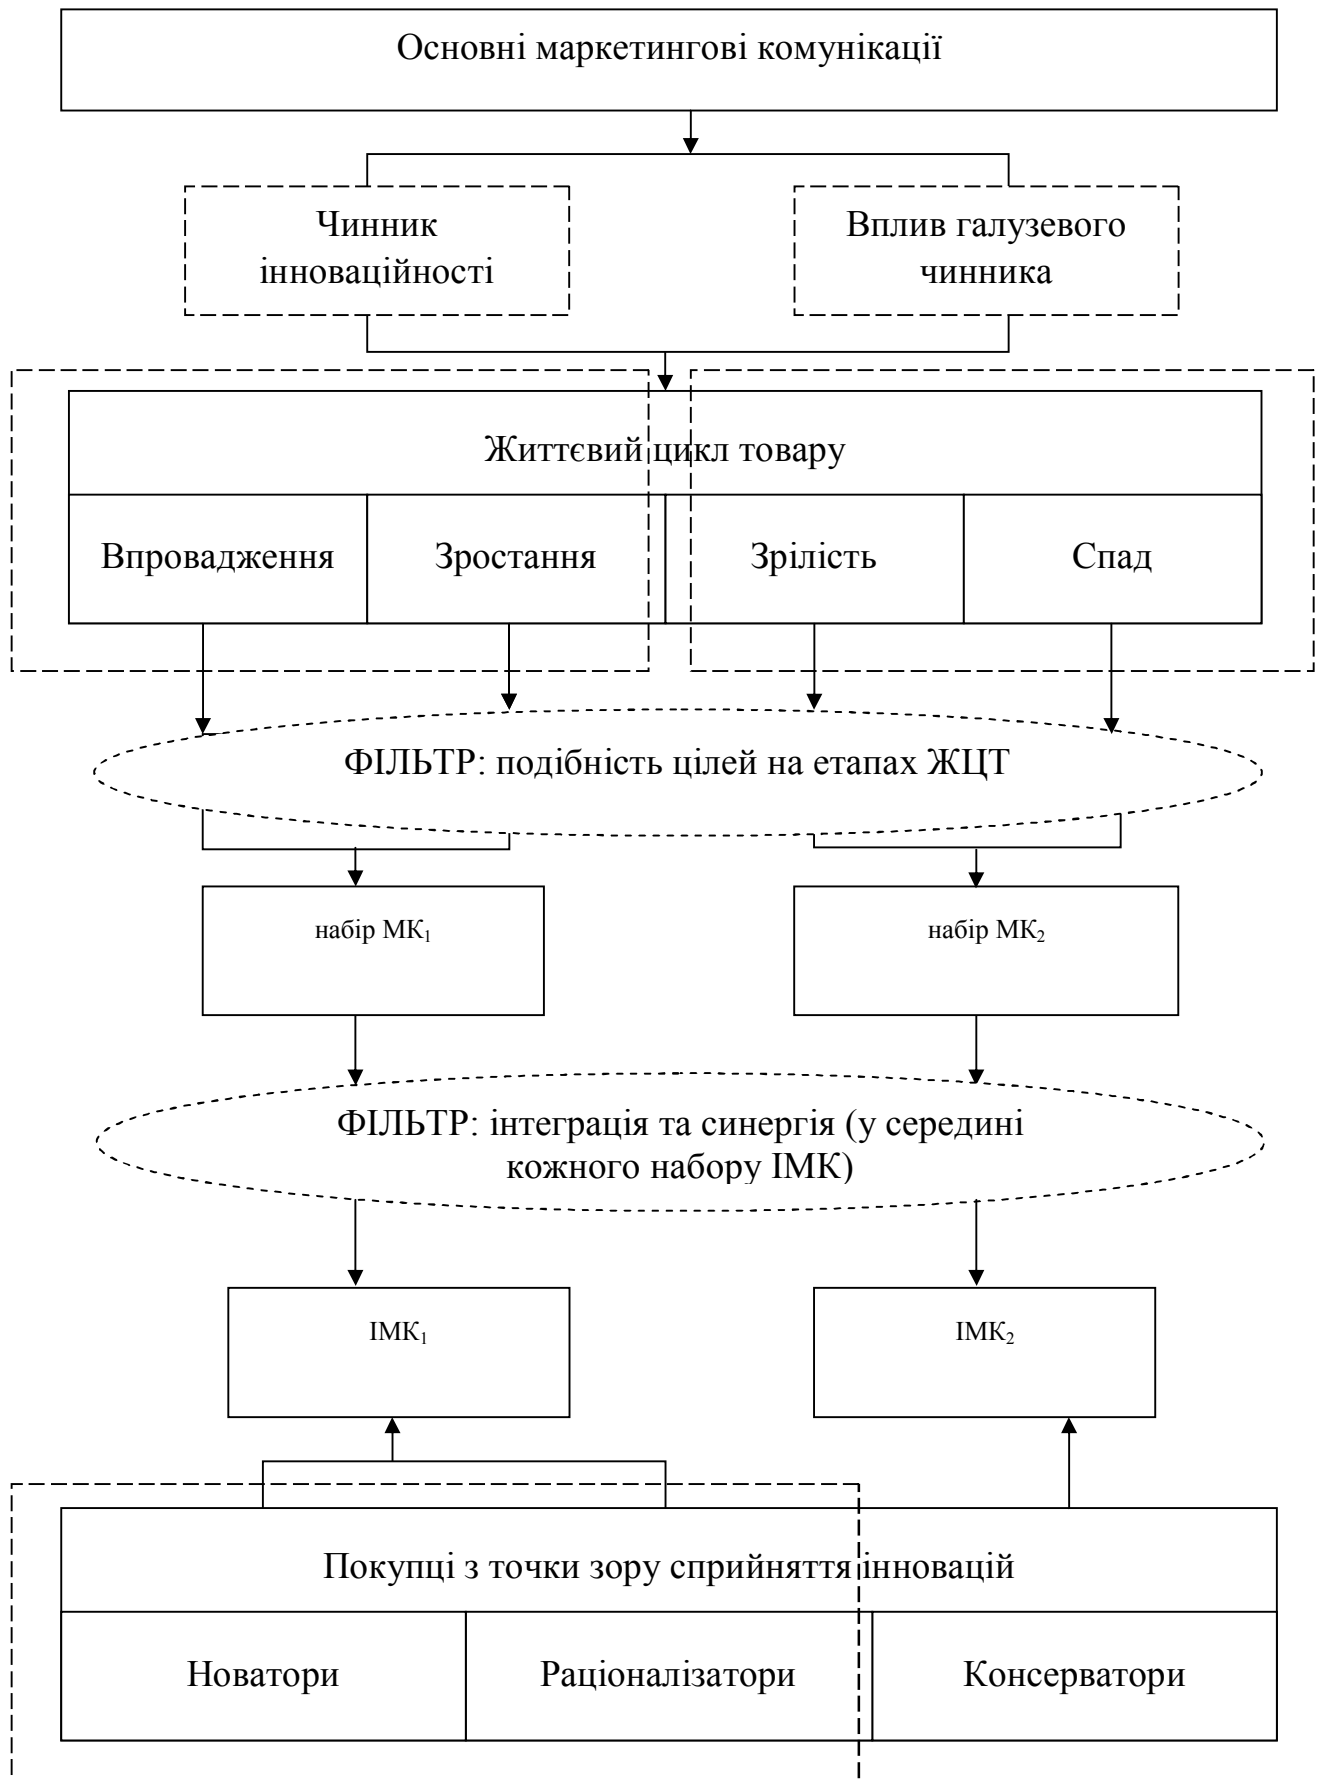 Основні маркетингові комунікації
Чинник
інноваційності
Вплив галузевого
чинника
Життєвий цикл товару
Впровадження
Зростання
Зрілість
Спад
ФІЛЬТР: подібність цілей на етапах ЖЦТ
набір МК₁
набір МК₂
ФІЛЬТР: інтеграція та синергія (у середині
кожного набору ІМК)
ІМК₁
ІМК₂
Покупці з точки зору сприйняття інновацій
Новатори
Раціоналізатори
Консерватори